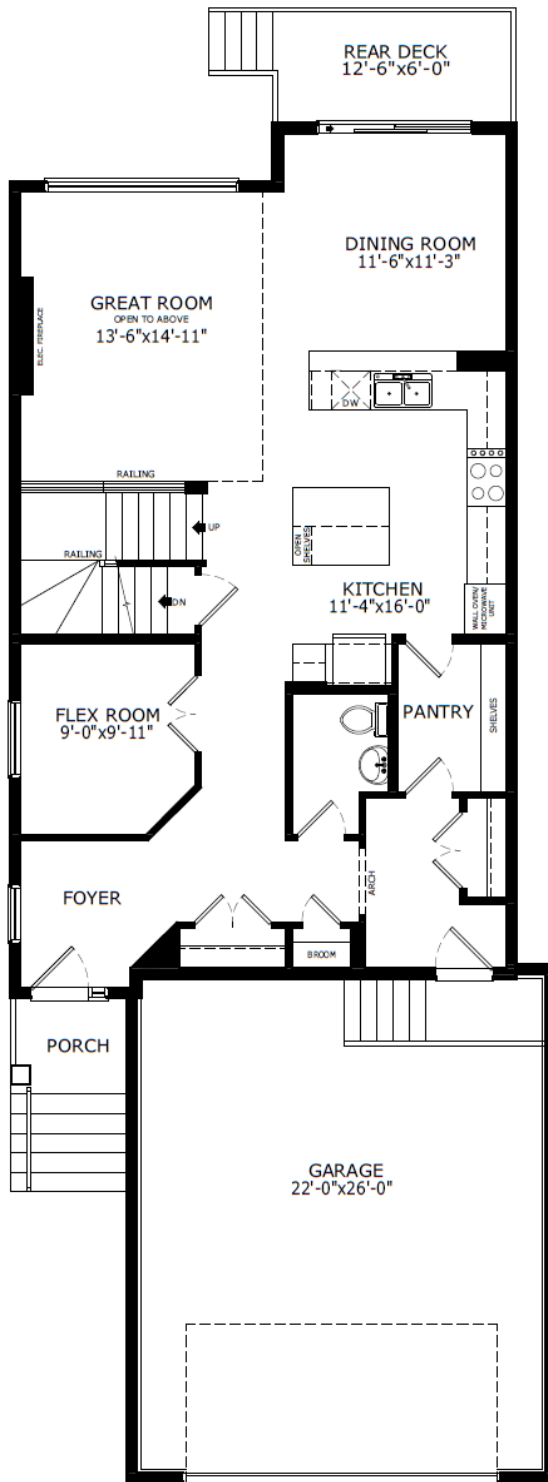 REAR DECK
12'-6"x6'-0"
DINING ROOM
11'-6"x11'-3"
GREAT ROOM
OPEN TO ABOVE
13'-6"x14'-11"
ELEC. FIREPLACE
DW
RAILING
UP
OPEN
SHELVES
RAILING
DN
KITCHEN
11'-4"x16'-0"
WALL OVEN/
MICROWAVE
UNIT
FLEX ROOM
9'-0"x9'-11"
PANTRY
SHELVES
FOYER
ARCH
BROOM
PORCH
GARAGE
22'-0"x26'-0"